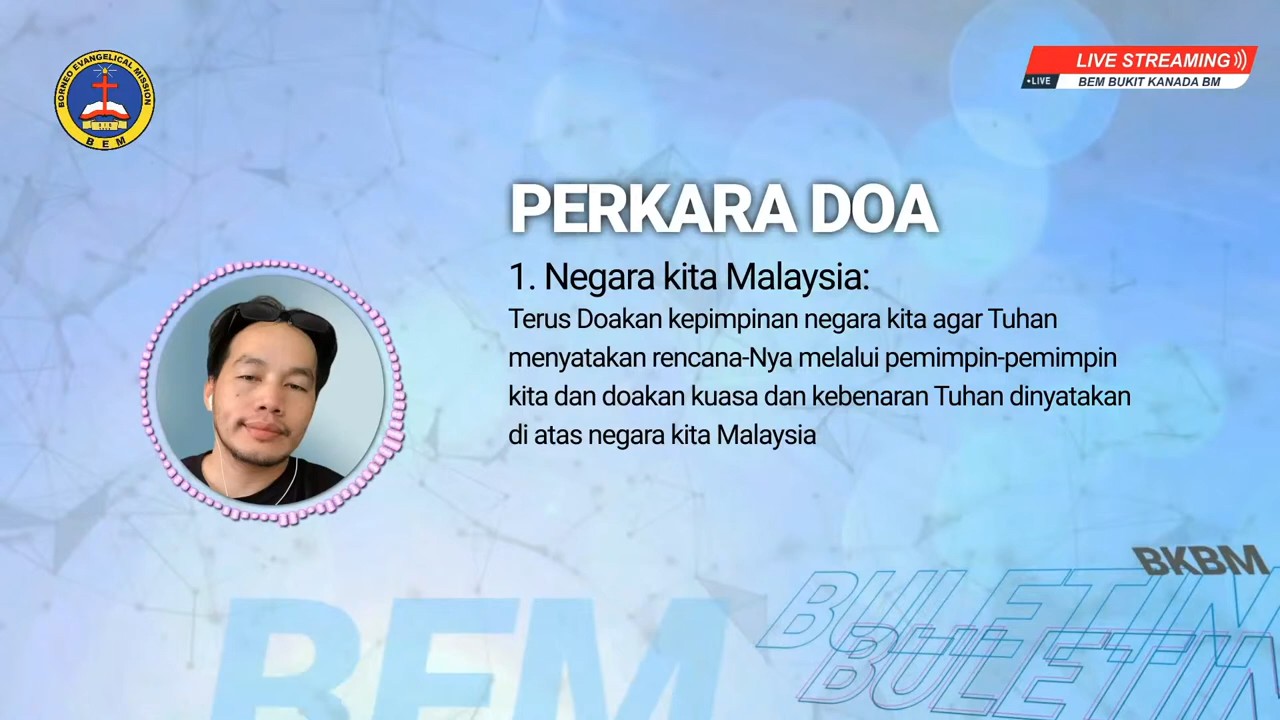 BORNEO EVANGELICAL MISSION
B E M
LIVE STREAMING
•LIVE
BEM BUKIT KANADA BM
PERKARA DOA
1. Negara kita Malaysia:
Terus Doakan kepimpinan negara kita agar Tuhan
menyatakan rencana-Nya melalui pemimpin-pemimpin
kita dan doakan kuasa dan kebenaran Tuhan dinyatakan
di atas negara kita Malaysia
BKBM
BULETIN
BULETIN
BEM